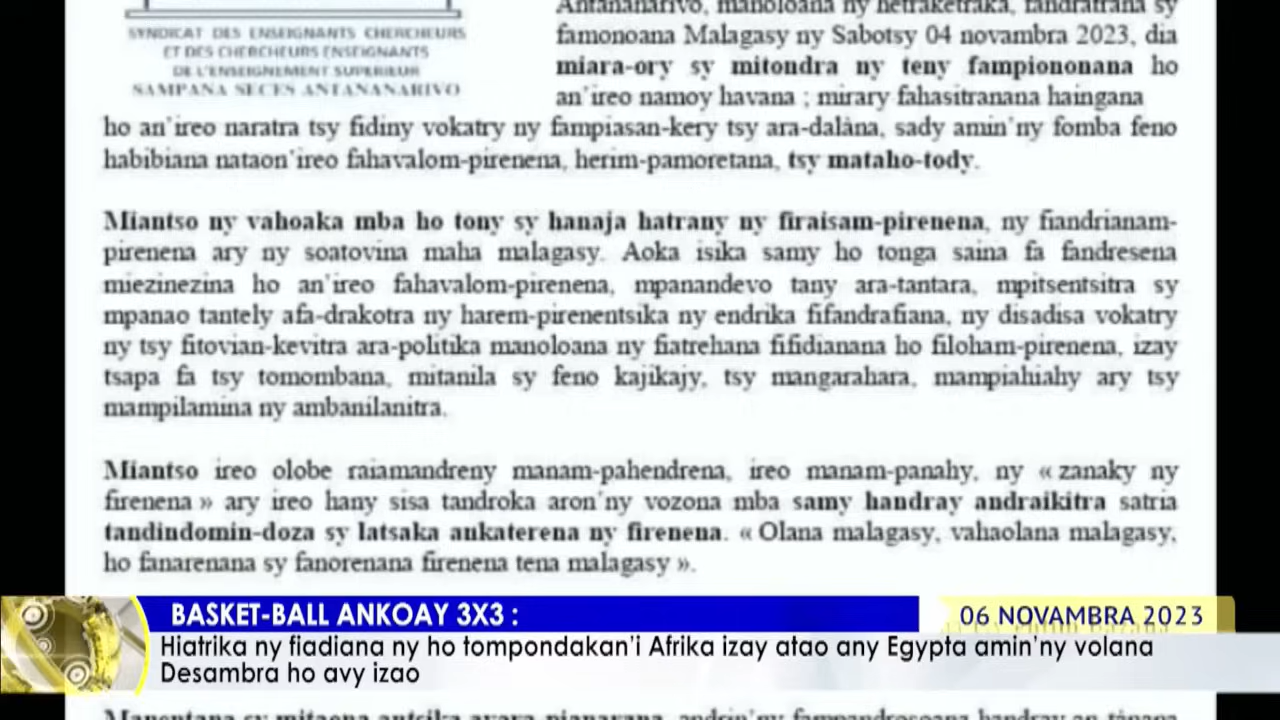 Antananarivo, manoloana ny herraketraka, fandratrana sy
SYNDICAT DES ENSEIGNANTS CHERCHEURS
ET DES CHERCHEURS ENSEIGNANTS
DE L'ENSEIGNEMENT SUPERIEUR
SAMPANA SECES ANTANANARIVO
famonoana Malagasy ny Sabotsy 04 novambra 2023, dia
miara-ory sy mitondra ny teny fampiononana ho
an'ireo namoy havana ; mirary fahasitranana haingana
ho an'ireo naratra tsy fidiny vokatry ny fampiasan-kery tsy ara-dalàna, sady amin'ny fomba feno
habibiana nataon'ireo fahavalom-pirenena, herim-pamoretana, tsy mataho-tody.
Miantso ny vahoaka mba ho tony sy hanaja hatrany ny firaisam-pirenena, ny fiandrianam-
pirenena ary ny soatovina maha malagasy. Aoka isika samy ho tonga saina fa fandresena
miezinezina ho an'ireo fahavalom-pirenena, mpanandevo tany ara-tantara, mpitsentsitra sy
mpanao tantely afa-drakotra ny harem-pirenentsika ny endrika fifandrafiana, ny disadisa vokatry
ny tsy fitovian-kevitra ara-politika manoloana ny fiatrehana fifidianana ho filoham-pirenena, izay
tsapa fa tsy tomombana, mitanila sy feno kajikajy, tsy mangarahara, mampiahiahy ary tsy
mampilamina ny ambanilanitra.
Miantso ireo olobe raiamandreny manam-pahendrena, ireo manam-panahy, ny « zanaky ny
firenena » ary ireo hany sisa tandroka aron'ny vozona mba samy handray andraikitra satria
tandindomin-doza sy latsaka ankaterena ny firenena. « Olana malagasy, vahaolana malagasy,
ho fanarenana sy fanorenana firenena tena malagasy ».
BASKET-BALL ANKOAY 3X3 :
06 NOVAMBRA 2023
Hiatrika ny fiadiana ny ho tompondakan'i Afrika izay atao any Egypta amin'ny volana
Desambra ho avy izao